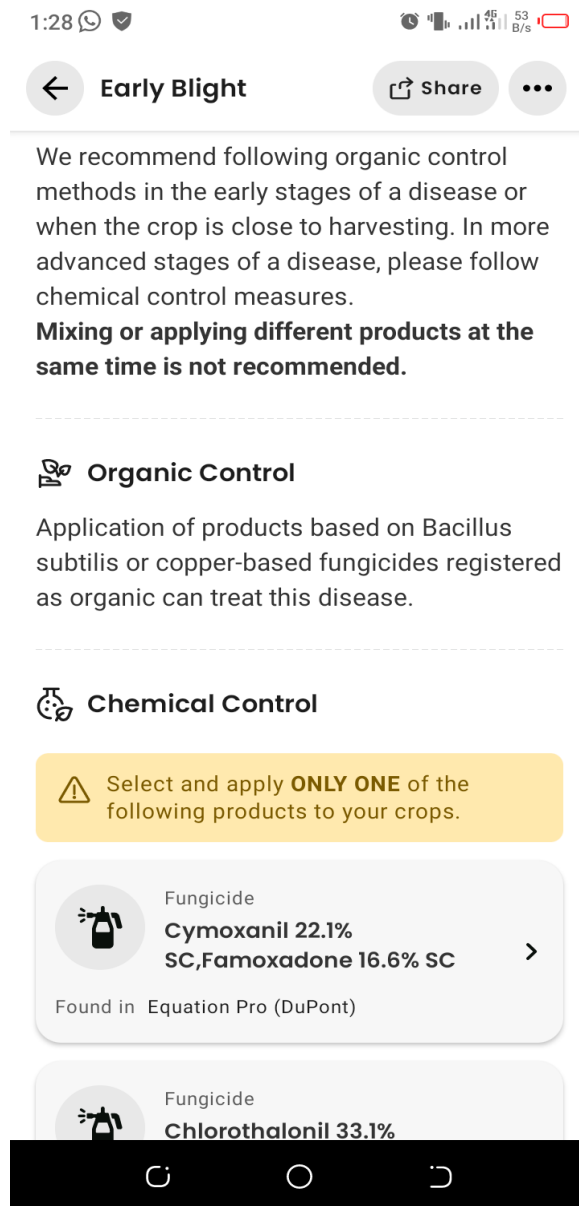 1:28
4G
53
B/s
Early Blight
Share
We recommend following organic control
methods in the early stages of a disease or
when the crop is close to harvesting. In more
advanced stages of a disease, please follow
chemical control measures.
Mixing or applying different products at the
same time is not recommended.
Organic Control
Application of products based on Bacillus
subtilis or copper-based fungicides registered
as organic can treat this disease.
Chemical Control
Select and apply ONLY ONE of the
following products to your crops.
Fungicide
Cymoxanil 22.1%
SC,Famoxadone 16.6% SC
Found in Equation Pro (DuPont)
Fungicide
Chlorothalonil 33.1%